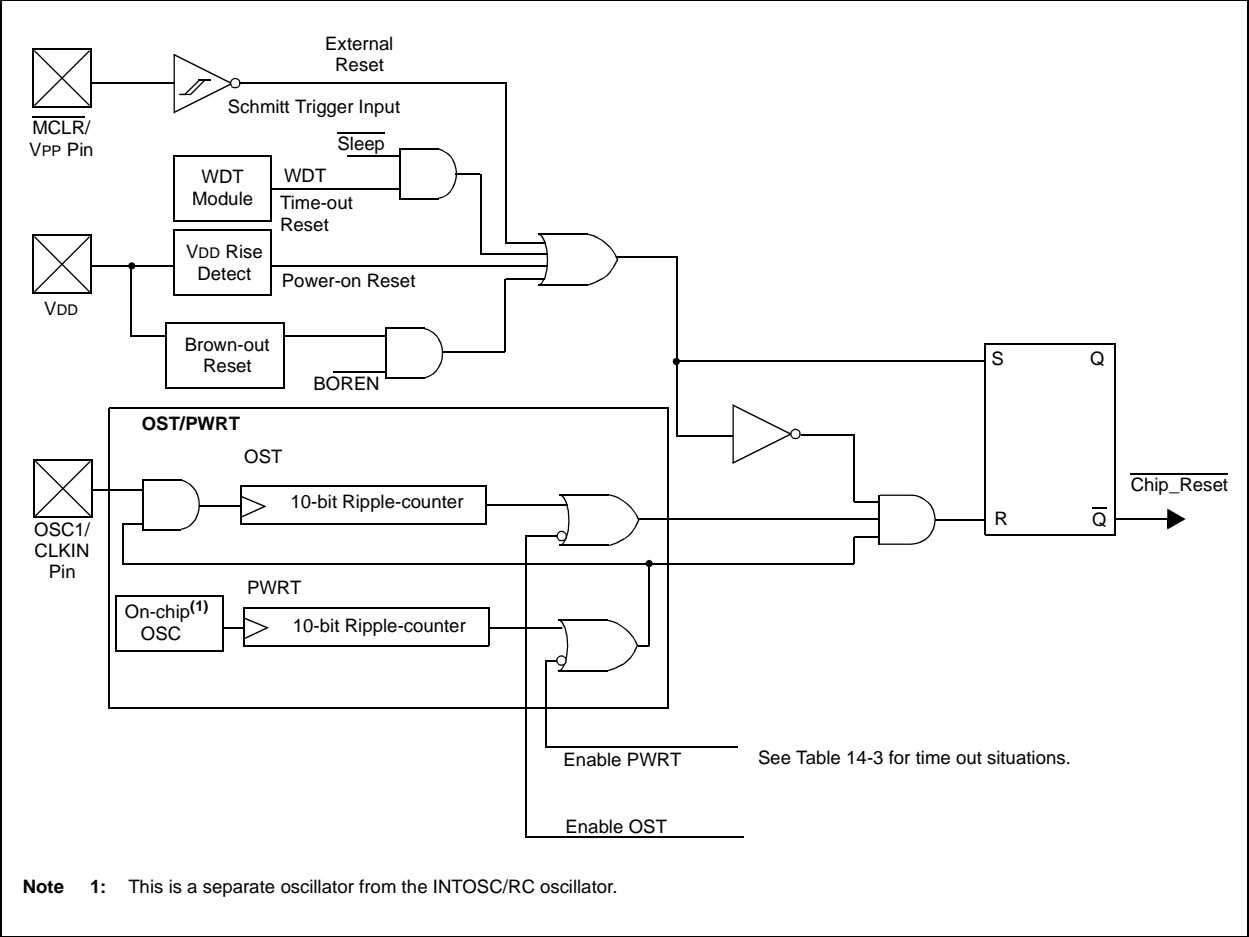 External
Reset
Schmitt Trigger Input
MCLR/
VPP Pin
Sleep
WDT
Module
WDT
Time-out
Reset
VDD Rise
Detect
Power-on Reset
VDD
Brown-out
Reset
BOREN
S
Q
OST/PWRT
OST
10-bit Ripple-counter
OSC1/
CLKIN
Pin
R
Q
Chip_Reset
PWRT
On-chip(1)
OSC
10-bit Ripple-counter
Enable PWRT
See Table 14-3 for time out situations.
Enable OST
Note 1: This is a separate oscillator from the INTOSC/RC oscillator.